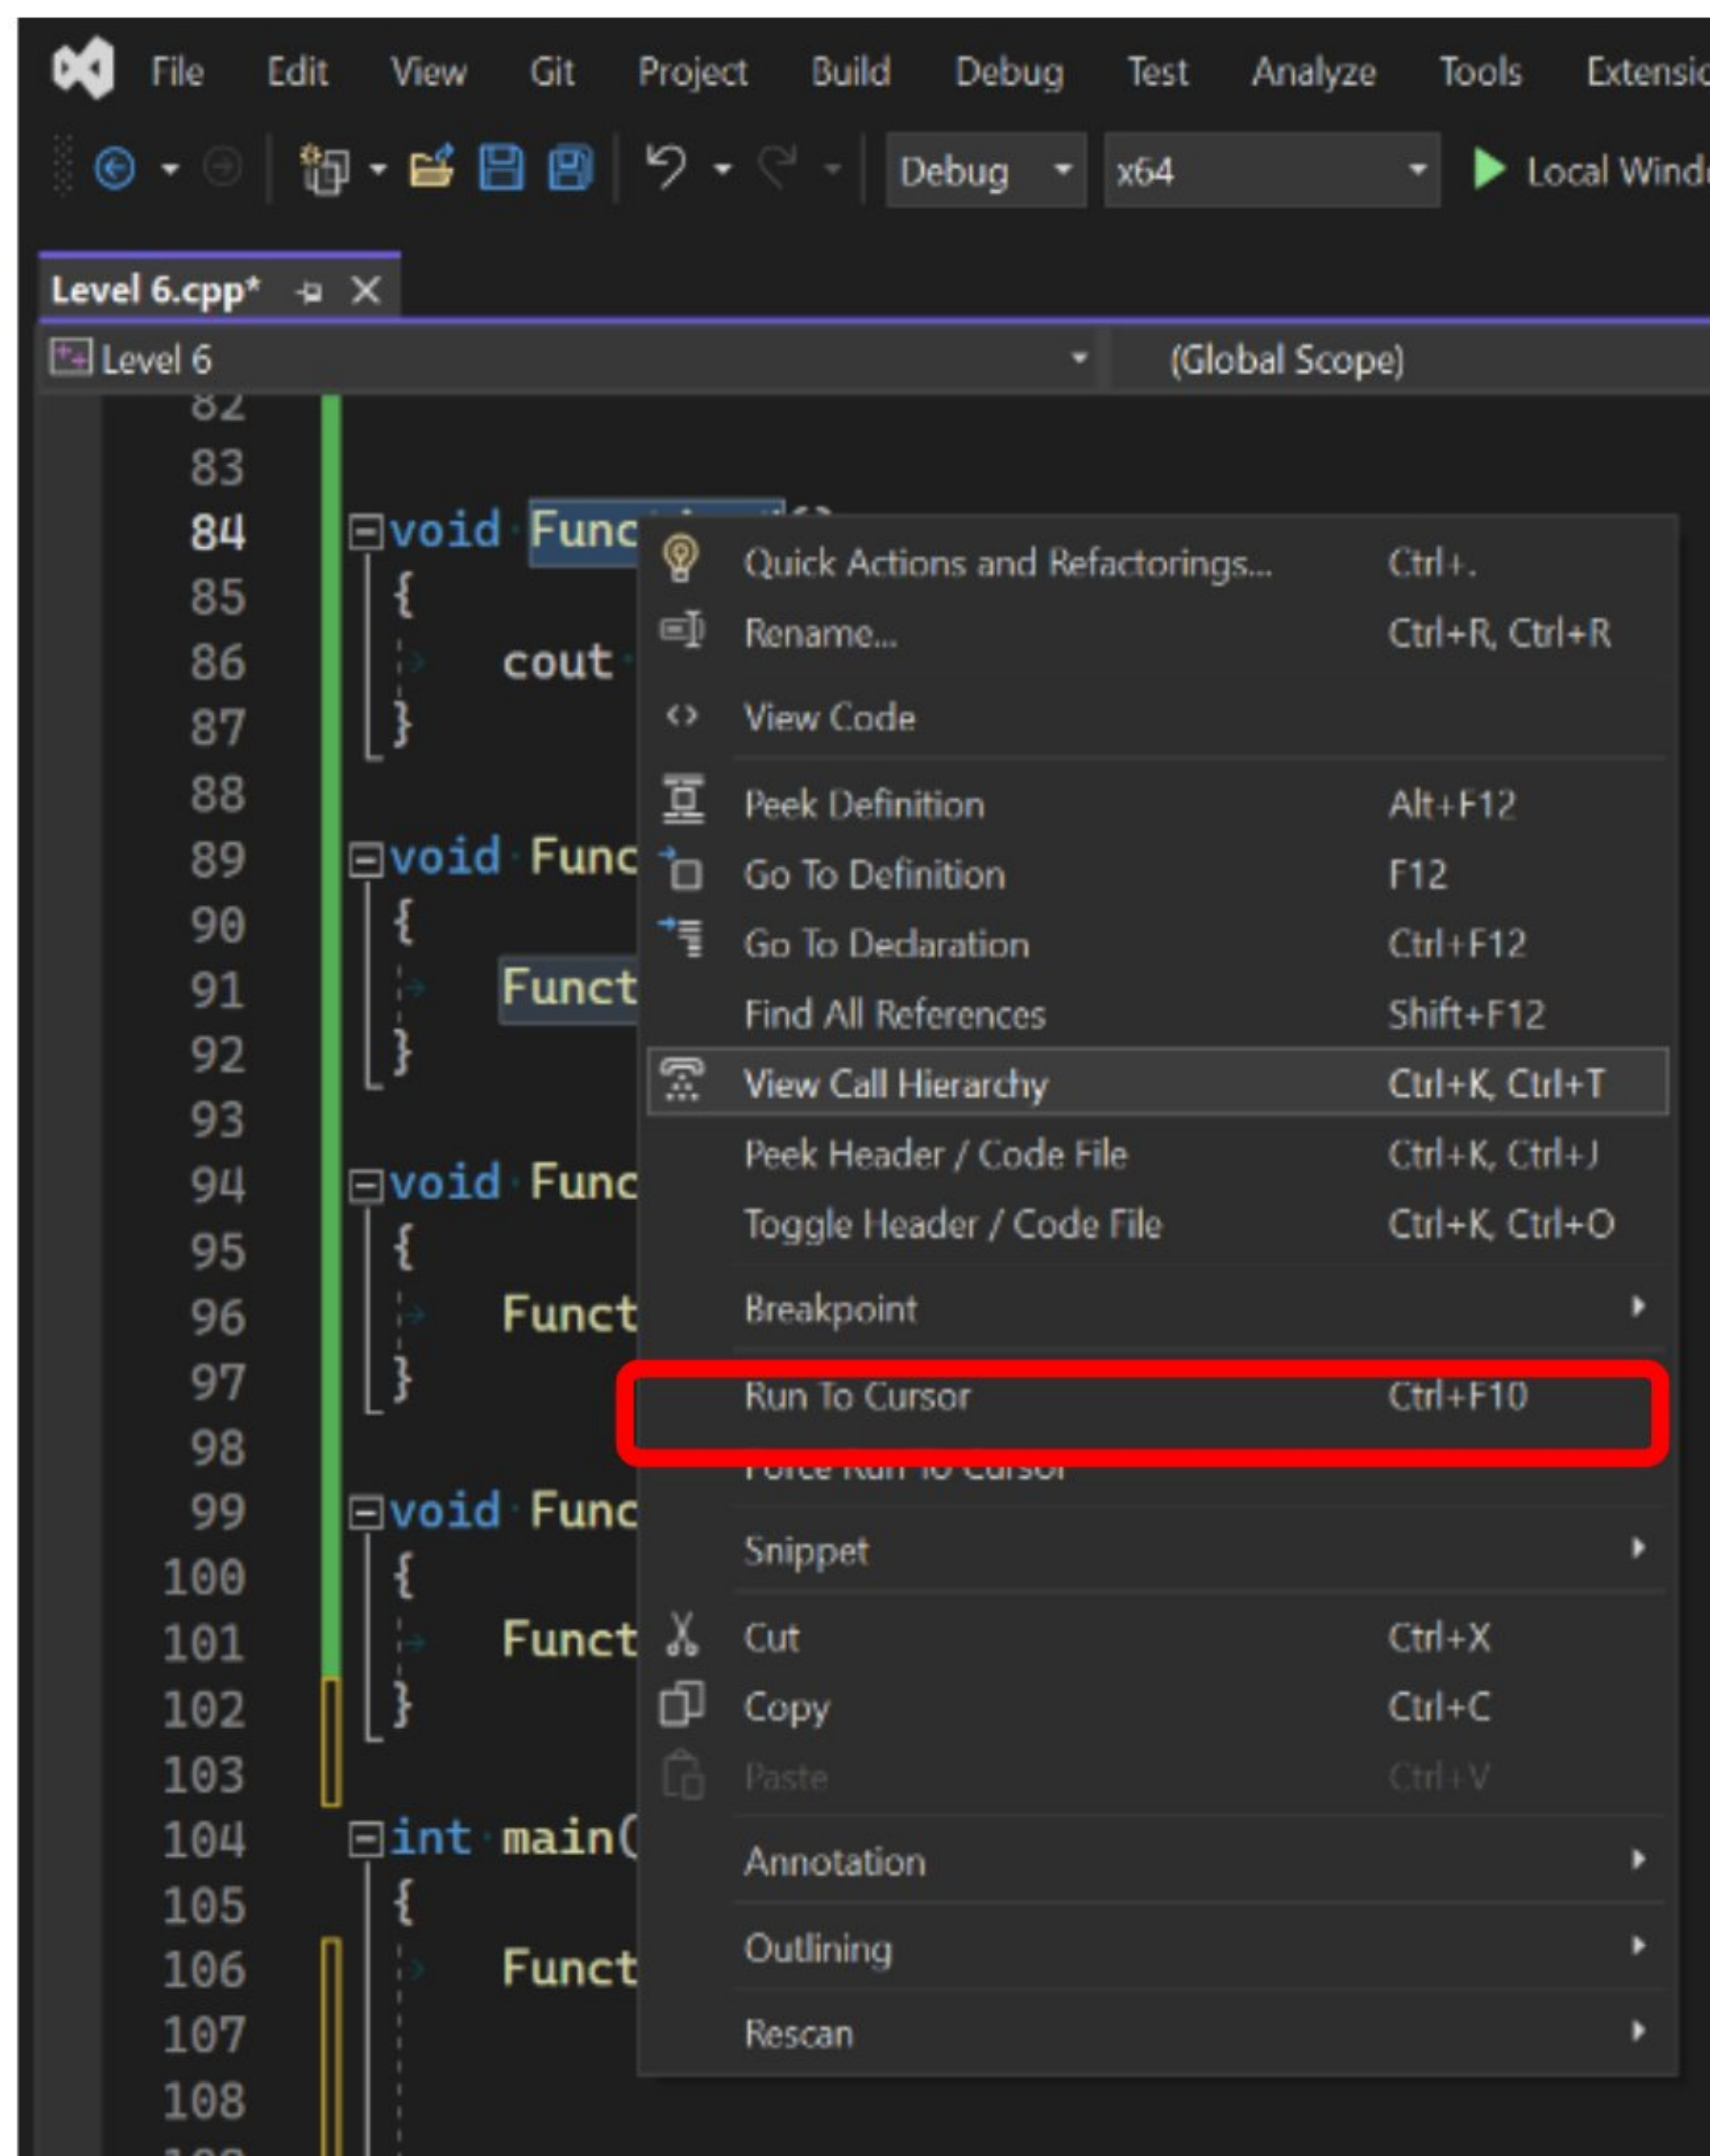 File Edit View Git Project Build Debug Test Analyze Tools
Debug x64 Local
Level 6.cpp*
Level 6 (Global Scope)
82
83
84 void
85 {
86 cout
87 }
88
89 void Func
90 {
91 Funct
92 }
93
94 void Func
95 {
96 Funct
97 }
98
99 void Func
100 {
101 Funct
102 }
103
104 int main(
105 {
106 Funct
107
108
Quick Actions and Refactorings... Ctrl+.
Rename... Ctrl+R, Ctrl+R
View Code
Peek Definition Alt+F12
Go To Definition F12
Go To Declaration Ctrl+F12
Find All References Shift+F12
View Call Hierarchy Ctrl+K, Ctrl+T
Peek Header / Code File Ctrl+K, Ctrl+J
Toggle Header / Code File Ctrl+K, Ctrl+O
Breakpoint
Run To Cursor Ctrl+F10
Force Run To Cursor
Snippet
Cut Ctrl+X
Copy Ctrl+C
Paste Ctrl+V
Annotation
Outlining
Rescan